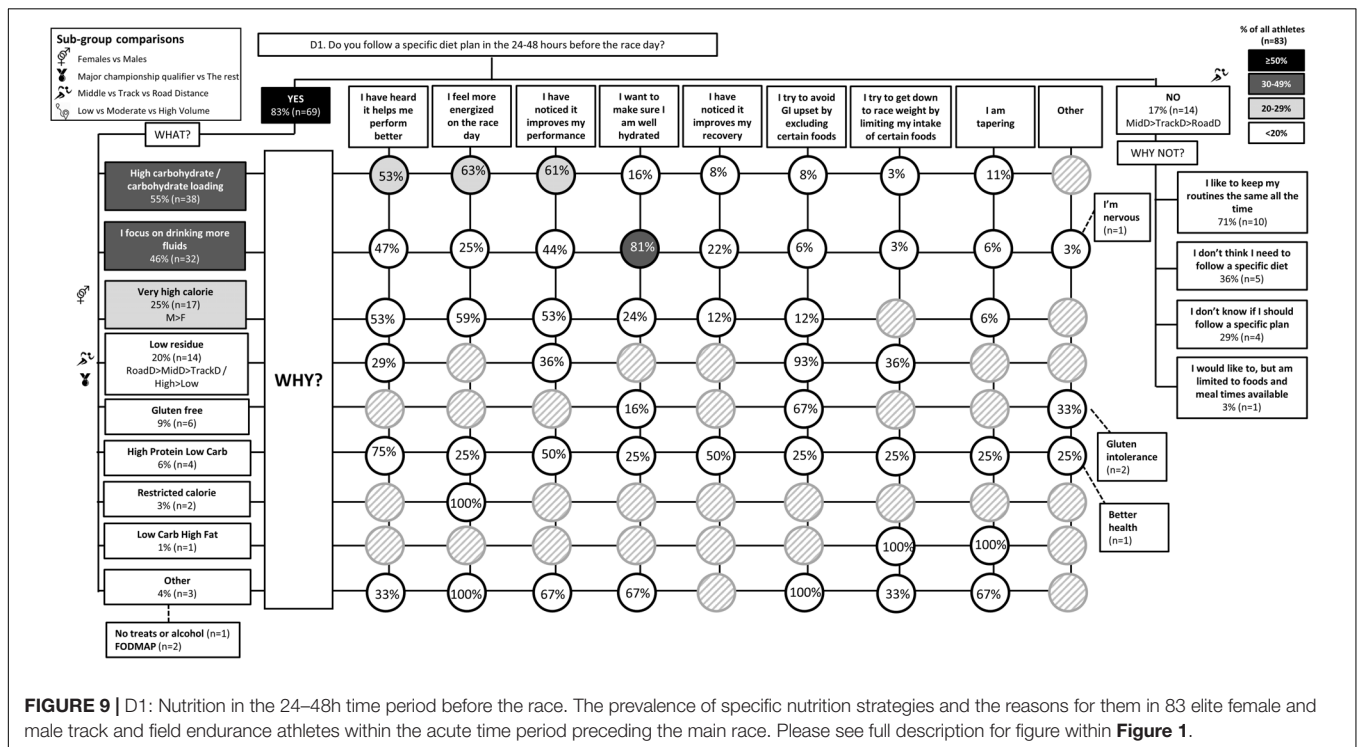 Sub-group comparisons
Females vs Males
Major championship qualifier vs The rest
Middle vs Track vs Road Distance
Low vs Moderate vs High Volume
D1. Do you follow a specific diet plan in the 24-48 hours before the race day?
% of all athletes
(n=83)
≥50%
30-49%
20-29%
<20%
YES
83% (n=69)
NO
17% (n=14)
MidD>TrackD>RoadD
WHAT?
WHY?
WHY NOT?
I have heard
it helps me
perform
better
I feel more
energized
on the race
day
I have
noticed it
improves my
performance
I want to
make sure I
am well
hydrated
I have
noticed it
improves my
recovery
I try to avoid
GI upset by
excluding
certain foods
I try to get down
to race weight by
limiting my intake
of certain foods
I am
tapering
Other
High carbohydrate /
carbohydrate loading
55% (n=38)
53%
63%
61%
16%
8%
8%
3%
11%
I focus on drinking more
fluids
46% (n=32)
47%
25%
44%
81%
22%
6%
3%
6%
3%
I'm
nervous
(n=1)
Very high calorie
25% (n=17)
M>F
53%
59%
53%
24%
12%
12%
6%
Low residue
20% (n=14)
RoadD>MidD>TrackD /
High>Low
29%
36%
93%
36%
Gluten free
9% (n=6)
16%
67%
33%
Gluten
intolerance
(n=2)
High Protein Low Carb
6% (n=4)
75%
25%
50%
25%
50%
25%
25%
25%
25%
Better
health
(n=1)
Restricted calorie
3% (n=2)
100%
Low Carb High Fat
1% (n=1)
100%
100%
Other
4% (n=3)
33%
100%
67%
67%
100%
33%
67%
No treats or alcohol (n=1)
FODMAP (n=2)
I like to keep my
routines the same all the
time
71% (n=10)
I don't think I need to
follow a specific diet
36% (n=5)
I don't know if I should
follow a specific plan
29% (n=4)
I would like to, but am
limited to foods and
meal times available
3% (n=1)
FIGURE 9 | D1: Nutrition in the 24–48h time period before the race. The prevalence of specific nutrition strategies and the reasons for them in 83 elite female and
male track and field endurance athletes within the acute time period preceding the main race. Please see full description for figure within Figure 1.